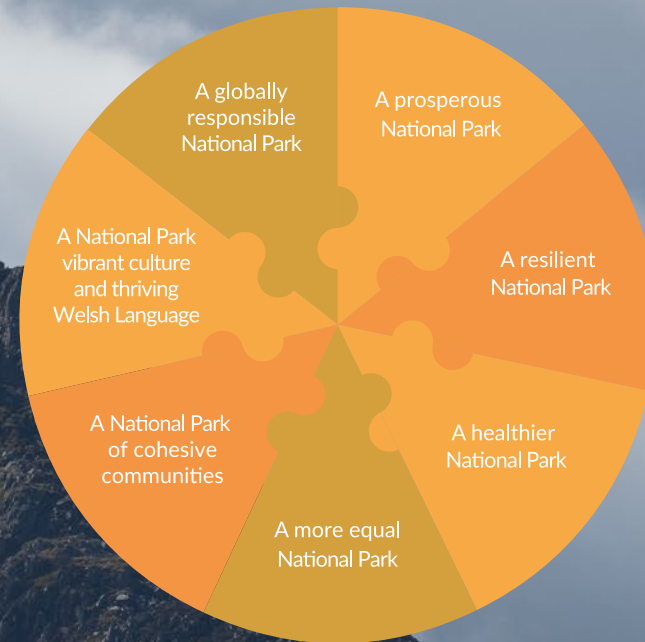 A globally
responsible
National Park
A prosperous
National Park
A resilient
National Park
A healthier
National Park
A more equal
National Park
A National Park
of cohesive
communities
A National Park
vibrant culture
and thriving
Welsh Language